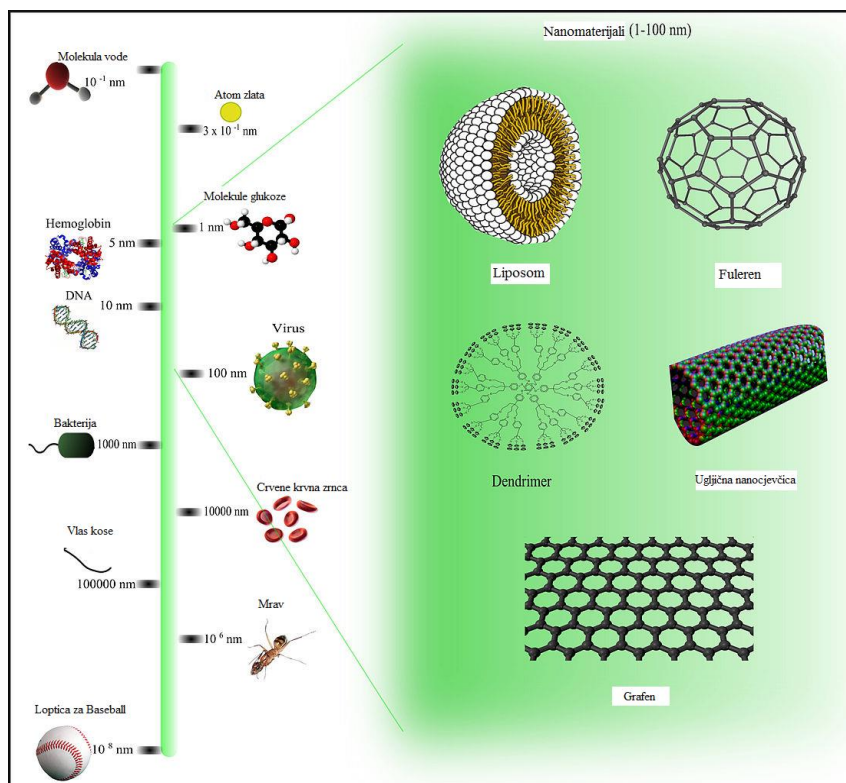 Nanomaterijali (1-100 nm)
Molekula vode
10 ⁻¹ nm
Atom zlata
3 x 10 ⁻¹ nm
Molekule glukoze
1 nm
Hemoglobin
5 nm
DNA
10 nm
Virus
100 nm
Bakterija
1000 nm
Crvene krvna zrnca
10000 nm
Vlas kose
100000 nm
Mrav
10 ⁶ nm
Loptica za Baseball
10 ⁸ nm
Liposom
Fuleren
Dendrimer
Ugljična nanocjevčica
Grafen